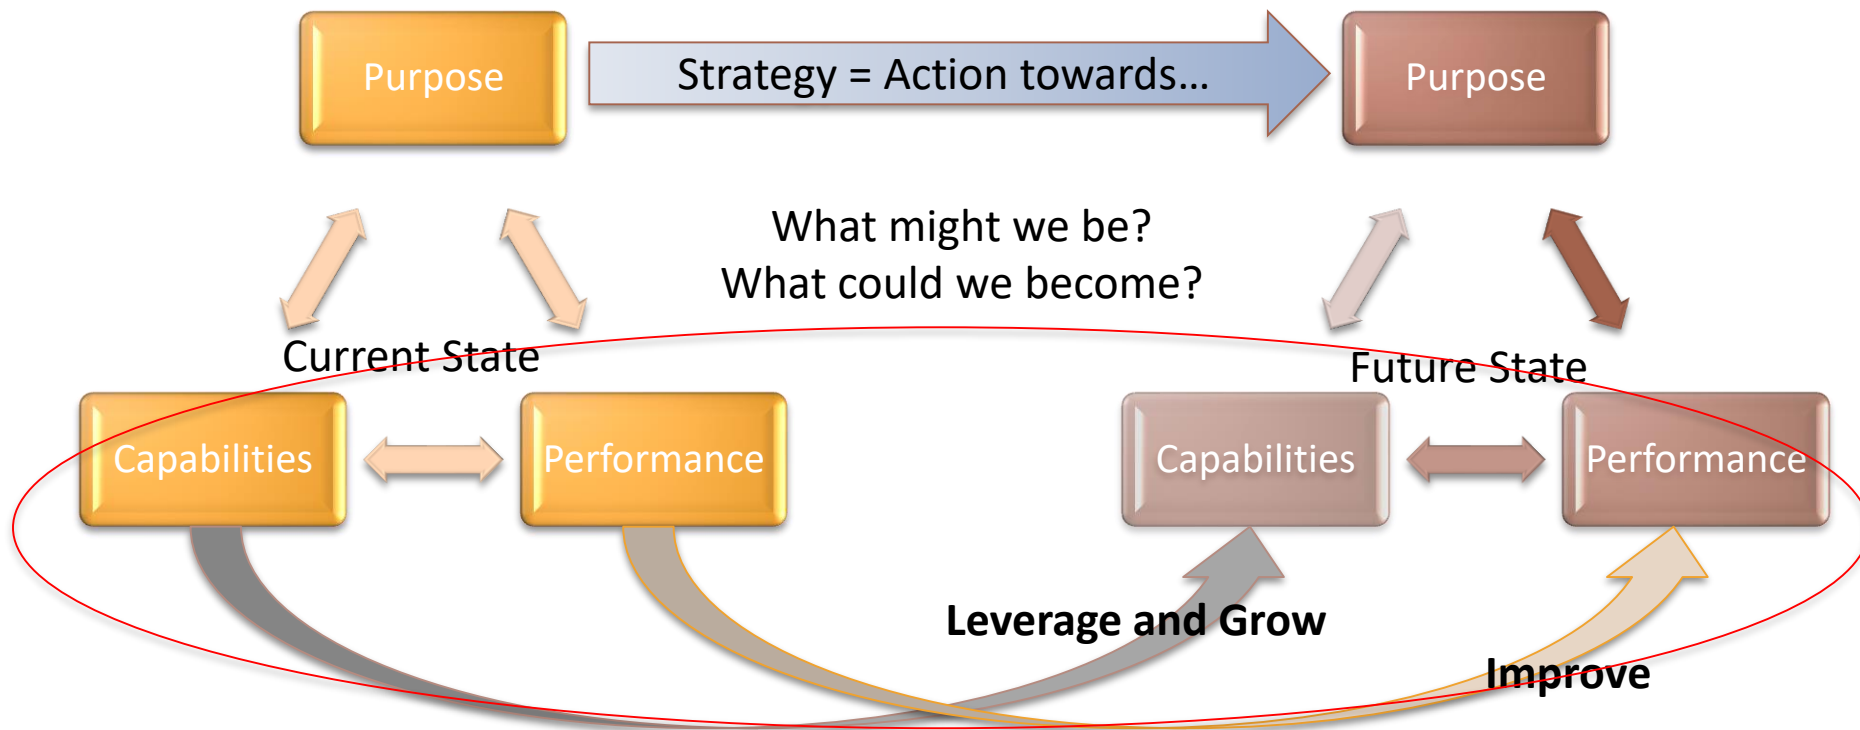 Purpose
Strategy = Action towards…
Purpose
What might we be?
What could we become?
Current State
Future State
Capabilities
Performance
Capabilities
Performance
Leverage and Grow
Improve